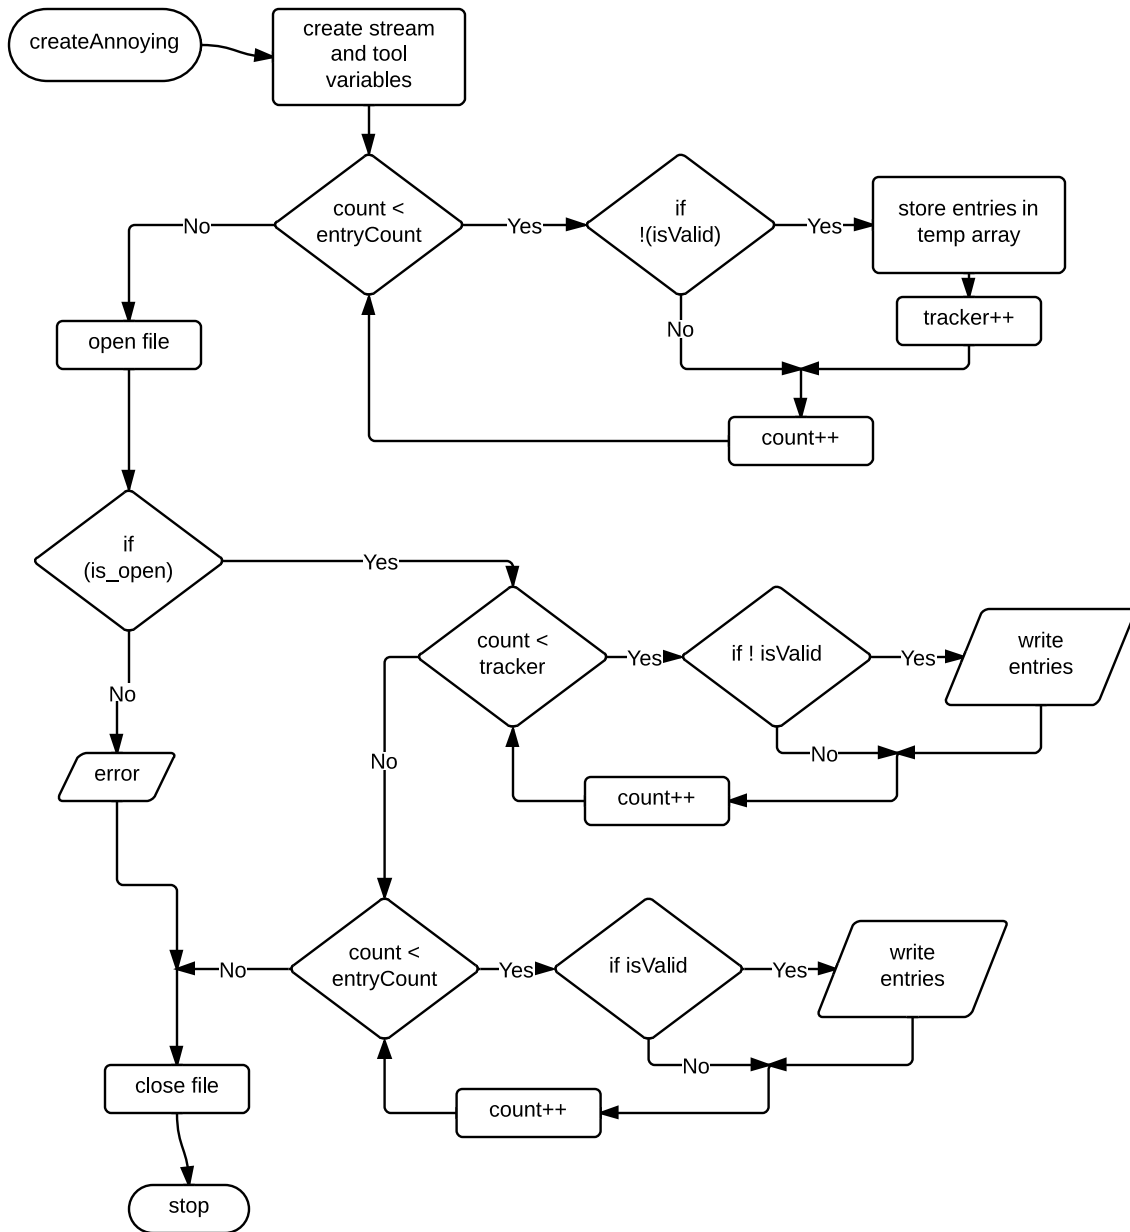 createAnnoying
create stream
and tool
variables
count <
entryCount
Yes
if
!(isValid)
Yes
store entries in
temp array
tracker++
No
count++
No
open file
if
(is_open)
Yes
count <
tracker
Yes
if ! isValid
Yes
write
entries
No
count++
No
error
No
count <
entryCount
Yes
if isValid
Yes
write
entries
No
count++
No
close file
stop